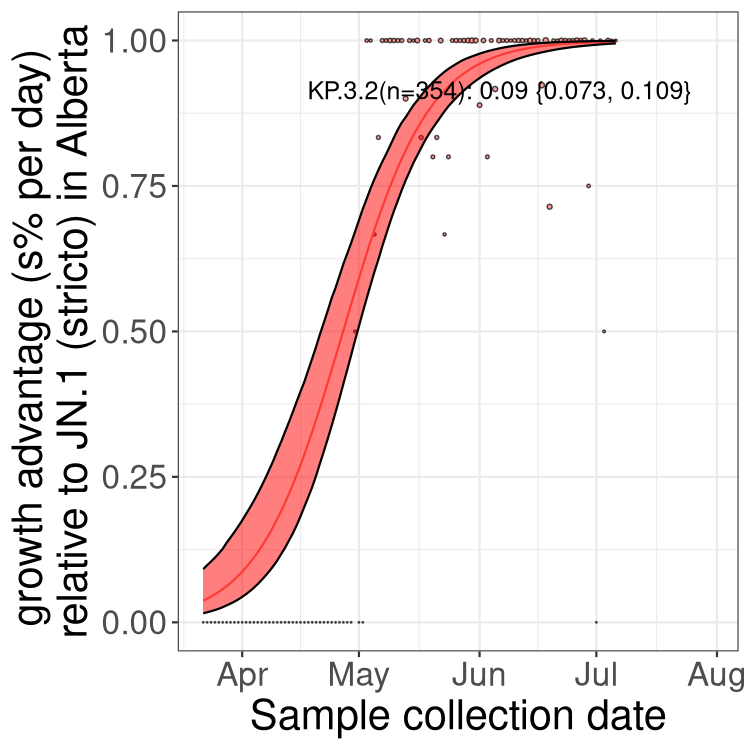 growth advantage (s% per day)
relative to JN.1 (stricto) in Alberta
1.00
0.75
0.50
0.25
0.00
KP.3.2(n=354): 0.09 {0.073, 0.109}
Apr May Jun Jul Aug
Sample collection date